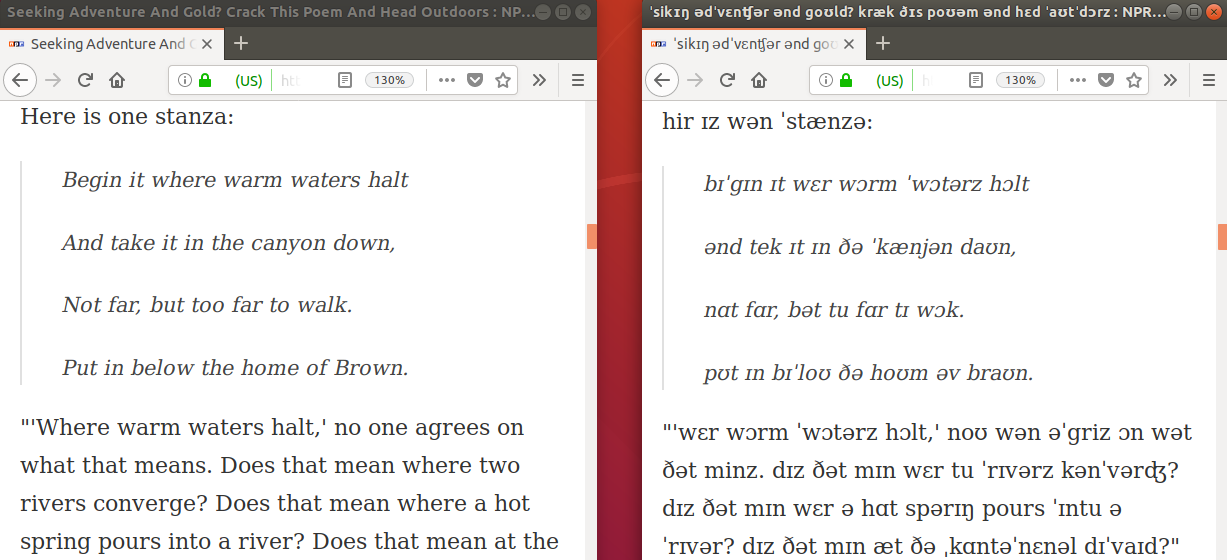 Seeking Adventure And Gold? Crack This Poem And Head Outdoors : NP...
Seeking Adventure And
(US)
130%
Here is one stanza:
Begin it where warm waters halt
And take it in the canyon down,
Not far, but too far to walk.
Put in below the home of Brown.
"'Where warm waters halt,' no one agrees on
what that means. Does that mean where two
rivers converge? Does that mean where a hot
spring pours into a river? Does that mean at the
ˈsikɪŋ ədˈvɛnʧər ənd goʊld? kræk ðɪs poʊəm ənd hɛd ˈaʊtˈdɔrz : NPR...
ˈsikɪŋ ədˈvɛnʧər ənd goʊ
(US)
130%
hir ɪz wən ˈstænzə:
bɪˈgɪn ɪt wɛr wɔrm ˈwɔtərz hɔlt
ənd tek ɪt ɪn ðə ˈkænjən daʊn,
nɑt fɑr, bət tu fɑr tɪ wɔk.
pʊt ɪn bɪˈloʊ ðə hoʊm əv braʊn.
"'wɛr wɔrm ˈwɔtərz hɔlt,' noʊ wən əˈgriz ɔn wət
ðət minz. dɪz ðət mɪn wɛr tu ˈrɪvərz kənˈvərʤ?
dɪz ðət mɪn wɛr ə hɑt spərɪŋ pours ˈɪntu ə
ˈrɪvər? dɪz ðət mɪn æt ðə ˌkɑntəˈnɛnəl dɪˈvaɪd?"